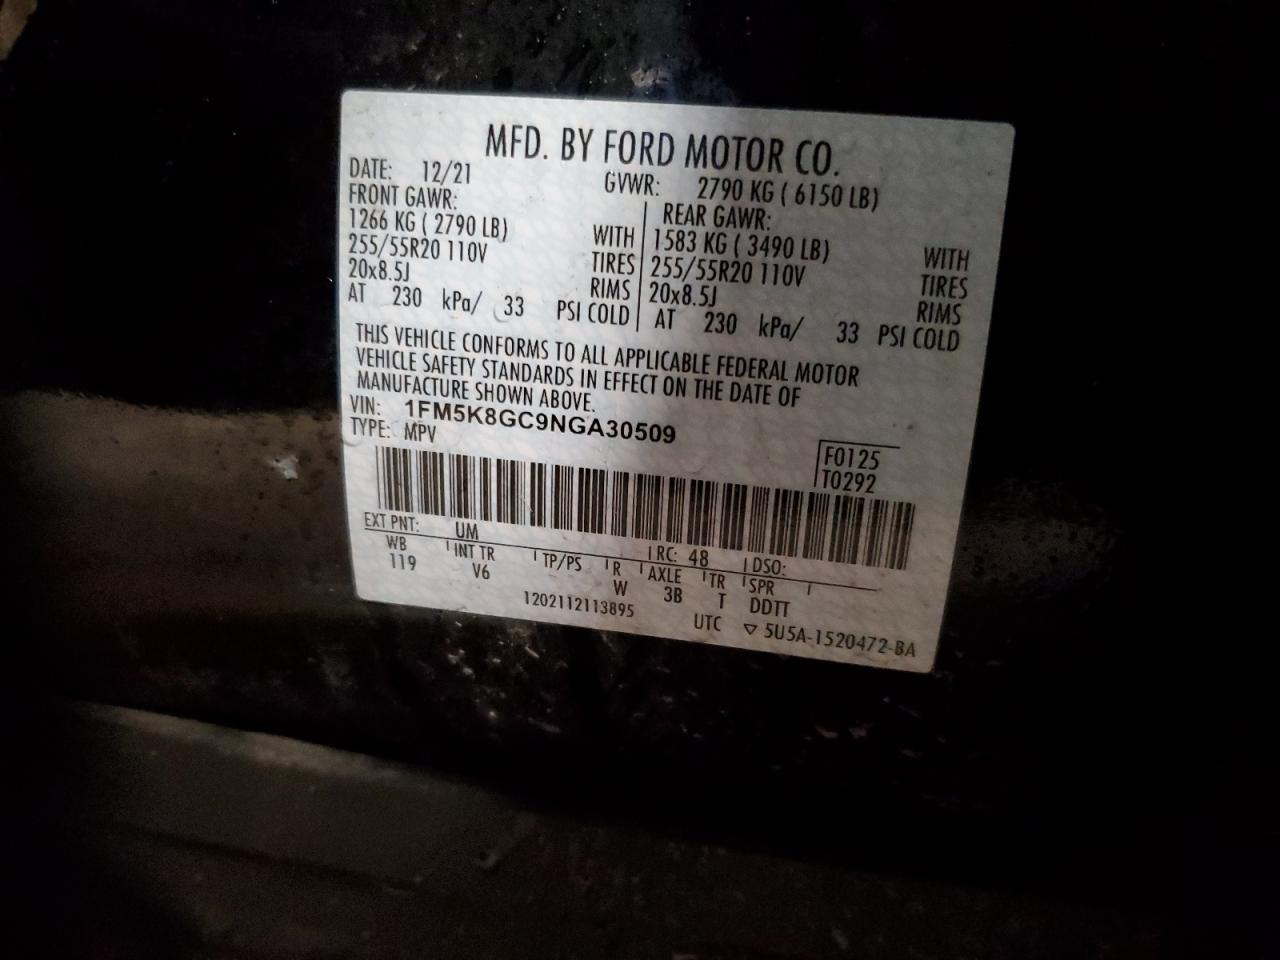 MFD. BY FORD MOTOR CO.
DATE: 12/21 GVWR: 2790 KG ( 6150 LB)
FRONT GAWR: REAR GAWR:
1266 KG ( 2790 LB) WITH 1583 KG ( 3490 LB) WITH
255/55R20 110V TIRES 255/55R20 110V TIRES
20x8.5J RIMS 20x8.5J RIMS
AT 230 kPa/ 33 PSI COLD AT 230 kPa/ 33 PSI COLD
THIS VEHICLE CONFORMS TO ALL APPLICABLE FEDERAL MOTOR
VEHICLE SAFETY STANDARDS IN EFFECT ON THE DATE OF
MANUFACTURE SHOWN ABOVE.
VIN: 1FM5K8GC9NGA30509
TYPE: MPV
F0125
T0292
EXT PNT: UM RC: 48 DSO:
WB INT TR TP/PS R AXLE TR SPR
119 V6 W 3B T DDTT
1202112113895 UTC ▽ 5U5A-1520472-BA